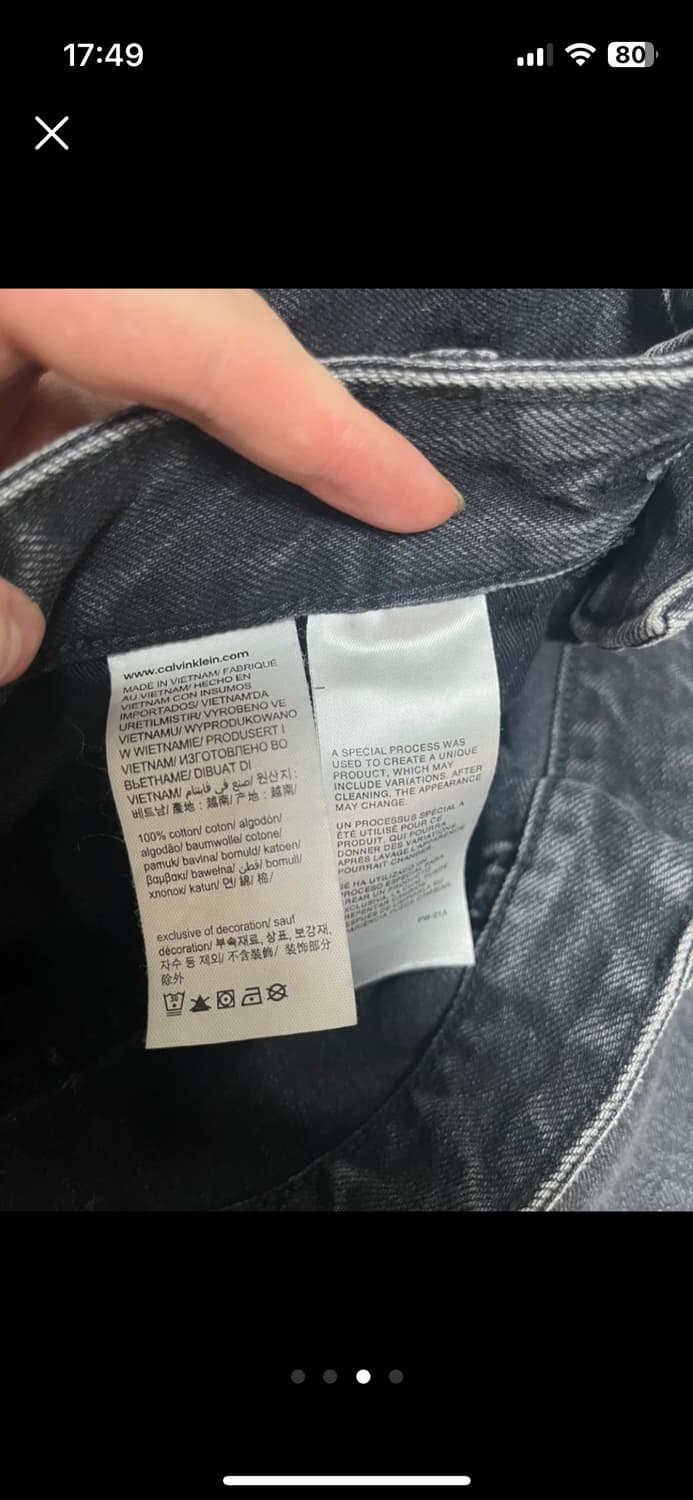 17:49
80
www.calvinklein.com
MADE IN VIETNAM/ FABRIQUÉ
AU VIETNAM/ HECHO EN
VIETNAM CON INSUMOS
IMPORTADOS/ VIETNAM'DA
ÜRETILMISTIR/ VYROBENO VE
VIETNAMU/ WYPRODUKOWANO
W WIETNAMIE/ PRODUSERT I
VIETNAM/ ИЗГОТОВЛЕНО ВО
ВЬЕТНАМЕ/ DIBUAT DI
VIETNAM/ صنع في فايتنام/ 원산지:
베트남/ 產地：越南/ 产地：越南/
100% cotton/ coton/ algodón/
algodão/ baumwolle/ cotone/
pamuk/ bavlna/ bomuld/ katoen/
βαμβακι/ bawełna/ قطن/ bomull/
хлопок/ katun/ 면/ 綿/ 棉/
exclusive of decoration/ sauf
décoration/ 부속재료, 상표, 보강재,
자수 등 제외/ 不含裝飾/ 装饰部分
除外
30
A SPECIAL PROCESS WAS
USED TO CREATE A UNIQUE
PRODUCT, WHICH MAY
INCLUDE VARIATIONS. AFTER
CLEANING, THE APPEARANCE
MAY CHANGE.
UN PROCESSUS SPÉCIAL A
ÉTÉ UTILISÉ POUR CE
PRODUIT, QUI POURRA
DONNER DES VARIATIONS.
APRÈS LAVAGE L'APPARENCE
POURRAIT CHANGER.
SE HA UTILIZADO UN